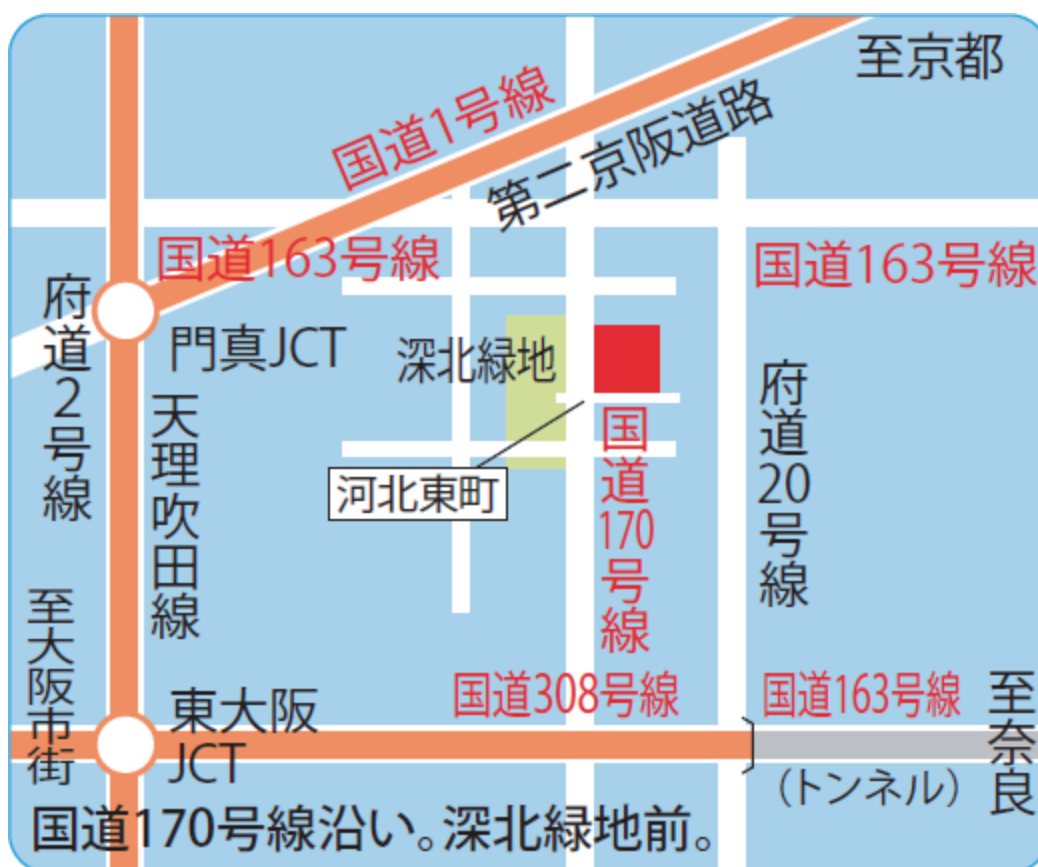 至京都
国道1号線
第二京阪道路
国道163号線
国道163号線
府道2号線
門真JCT
深北緑地
府道20号線
天理吹田線
国道170号線
河北東町
至大阪市街
東大阪
JCT
国道308号線
国道163号線
至奈良
(トンネル)
国道170号線沿い。深北緑地前。